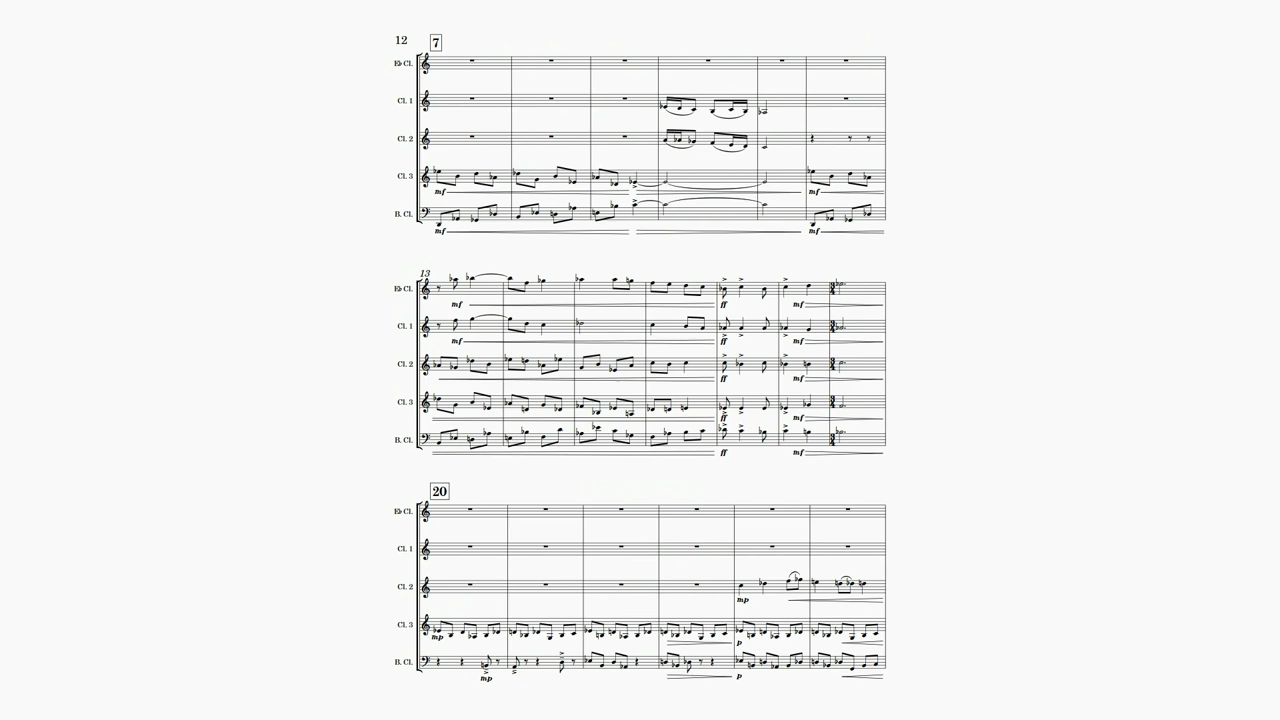 12 7
E♭ Cl.
Cl. 1
Cl. 2
Cl. 3
mf mf
B. Cl.
mf mf
13
E♭ Cl.
mf ff mf
Cl. 1
mf ff mf
Cl. 2
ff mf
Cl. 3
ff mf
B. Cl.
ff mf
20
E♭ Cl.
Cl. 1
Cl. 2
mp
Cl. 3
mp p
B. Cl.
mp p